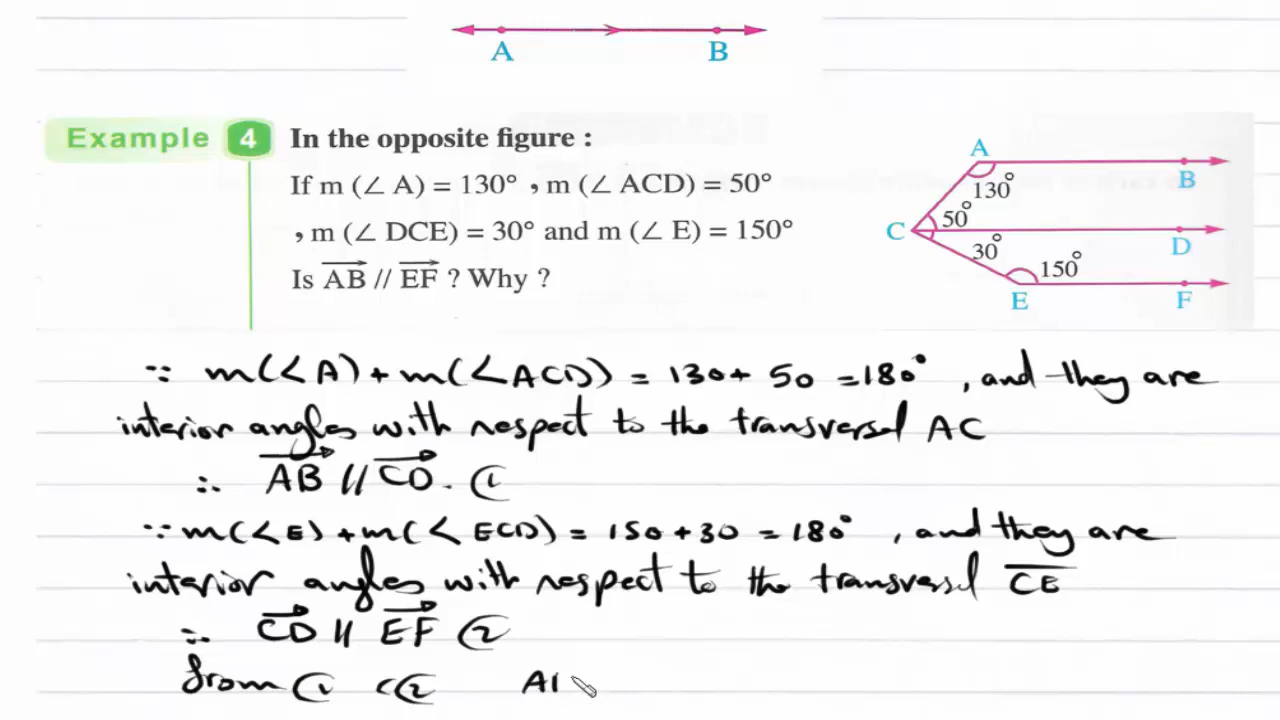 A B
Example 4 In the opposite figure :
If m (∠ A) = 130° , m (∠ ACD) = 50°
, m (∠ DCE) = 30° and m (∠ E) = 150°
Is AB // EF ? Why ?
A
B
130°
C
50°
D
30°
150°
E
F
∵ m(∠A) + m(∠ACD) = 130 + 50 = 180° , and they are
interior angles with respect to the transversal AC
∴ AB // CD . ①
∵ m(∠E) + m(∠ECD) = 150 + 30 = 180° , and they are
interior angles with respect to the transversal CE
∴ CD // EF ②
from ① , ②